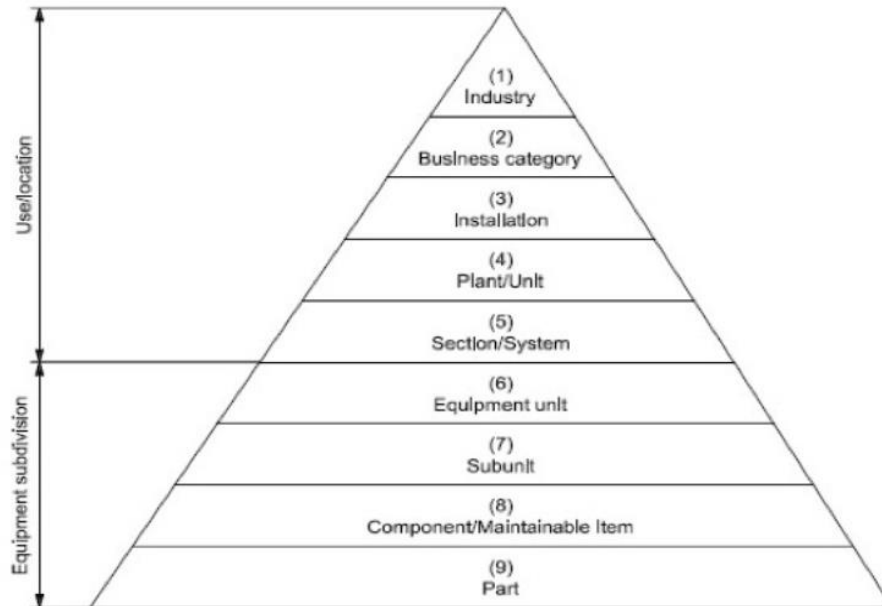 (1)
Industry
(2)
Business category
(3)
Installation
(4)
Plant/Unit
(5)
Section/System
(6)
Equipment unit
(7)
Subunit
(8)
Component/Maintainable Item
(9)
Part
Use/location
Equipment subdivision